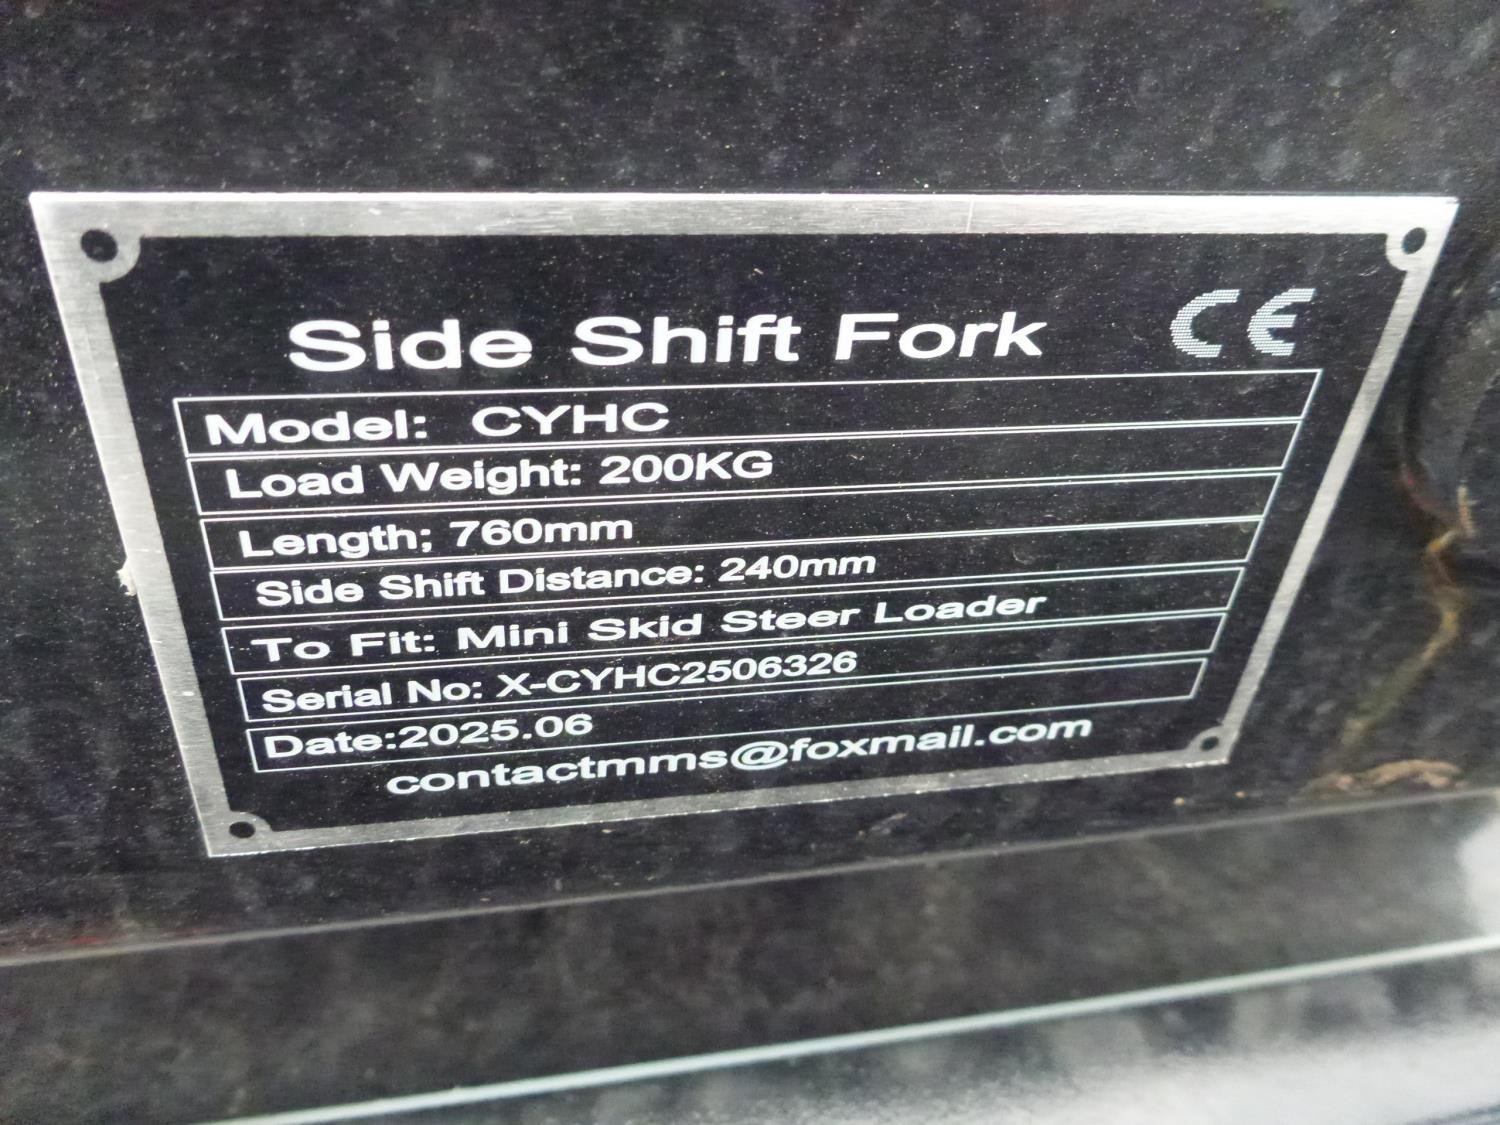 Side Shift Fork CE
Model: CYHC
Load Weight: 200KG
Length; 760mm
Side Shift Distance: 240mm
To Fit: Mini Skid Steer Loader
Serial No: X-CYHC2506326
Date:2025.06
contactmms@foxmail.com